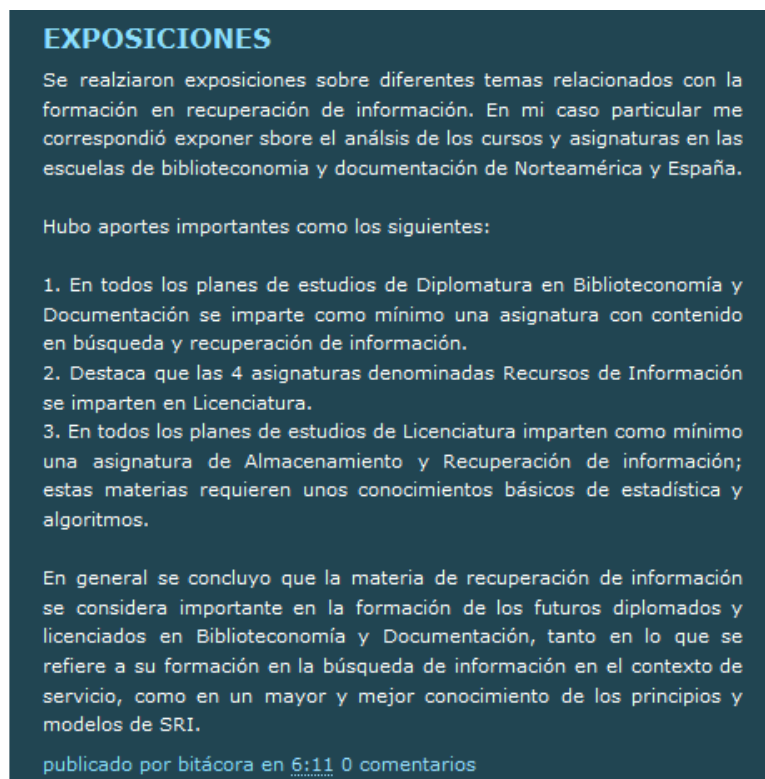 EXPOSICIONES
Se realziaron exposiciones sobre diferentes temas relacionados con la
formación en recuperación de información. En mi caso particular me
correspondió exponer sbore el análsis de los cursos y asignaturas en las
escuelas de biblioteconomia y documentación de Norteamérica y España.
Hubo aportes importantes como los siguientes:
1. En todos los planes de estudios de Diplomatura en Biblioteconomía y
Documentación se imparte como mínimo una asignatura con contenido
en búsqueda y recuperación de información.
2. Destaca que las 4 asignaturas denominadas Recursos de Información
se imparten en Licenciatura.
3. En todos los planes de estudios de Licenciatura imparten como mínimo
una asignatura de Almacenamiento y Recuperación de información;
estas materias requieren unos conocimientos básicos de estadística y
algoritmos.
En general se concluyo que la materia de recuperación de información
se considera importante en la formación de los futuros diplomados y
licenciados en Biblioteconomía y Documentación, tanto en lo que se
refiere a su formación en la búsqueda de información en el contexto de
servicio, como en un mayor y mejor conocimiento de los principios y
modelos de SRI.
publicado por bitácora en 6:11 0 comentarios